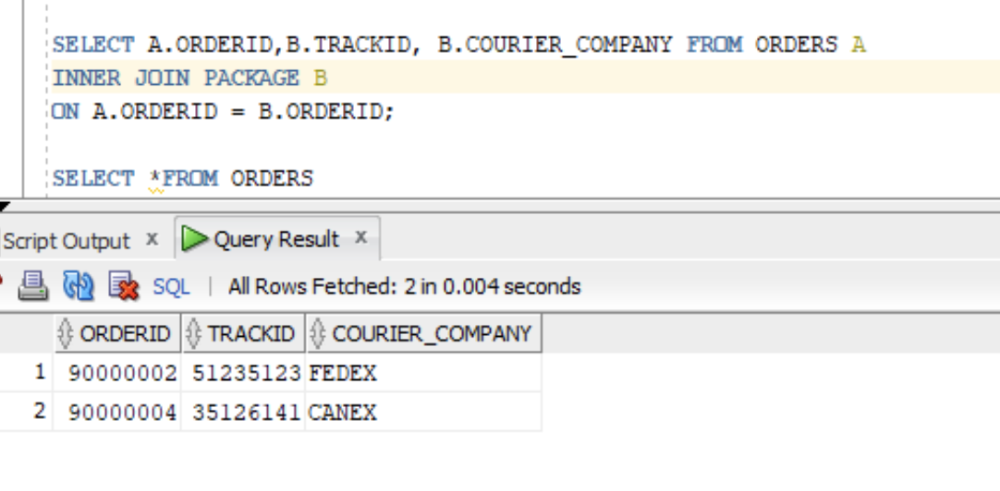 SELECT A.ORDERID,B.TRACKID, B.COURIER_COMPANY FROM ORDERS A
INNER JOIN PACKAGE B
ON A.ORDERID = B.ORDERID;
SELECT *FROM ORDERS
Script Output x Query Result x
SQL | All Rows Fetched: 2 in 0.004 seconds
ORDERID TRACKID COURIER_COMPANY
1 90000002 51235123 FEDEX
2 90000004 35126141 CANEX